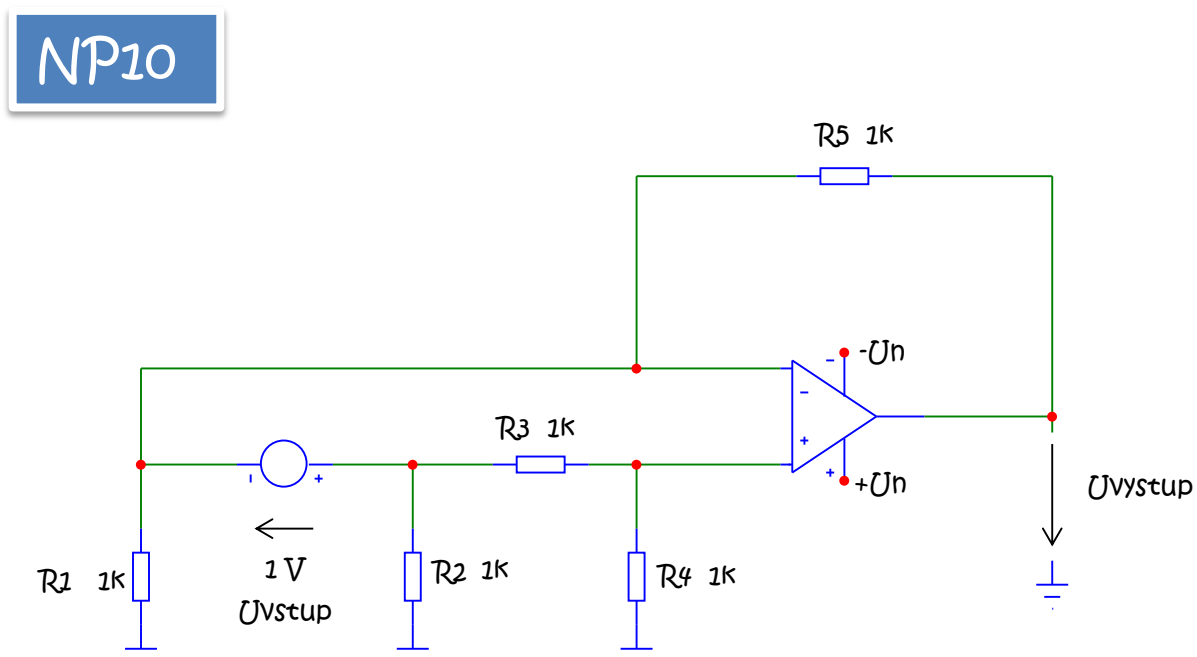 NP10
R5 1k
-Un
R3 1k
+Un
Uvystup
R1 1k
1 V
R2 1k
R4 1k
Uvstup